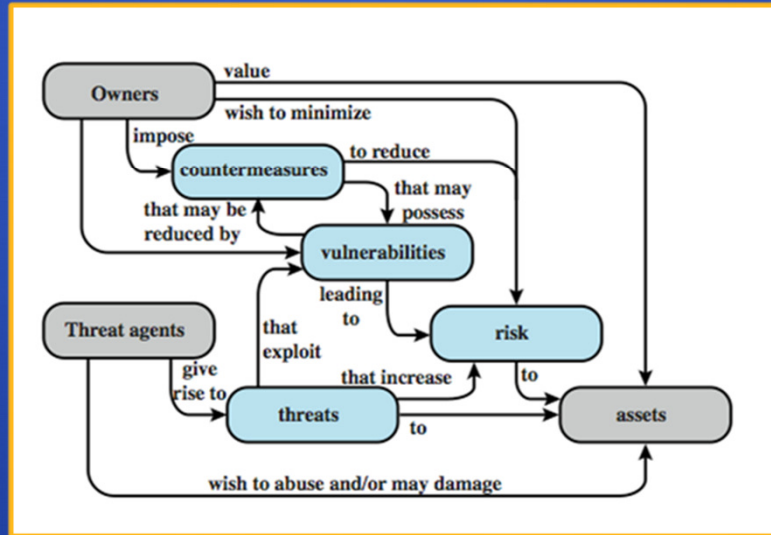 value
Owners
wish to minimize
impose
to reduce
countermeasures
that may
possess
that may be
reduced by
vulnerabilities
leading
to
Threat agents
that
exploit
risk
give
rise to
that increase
to
threats
to
assets
wish to abuse and/or may damage